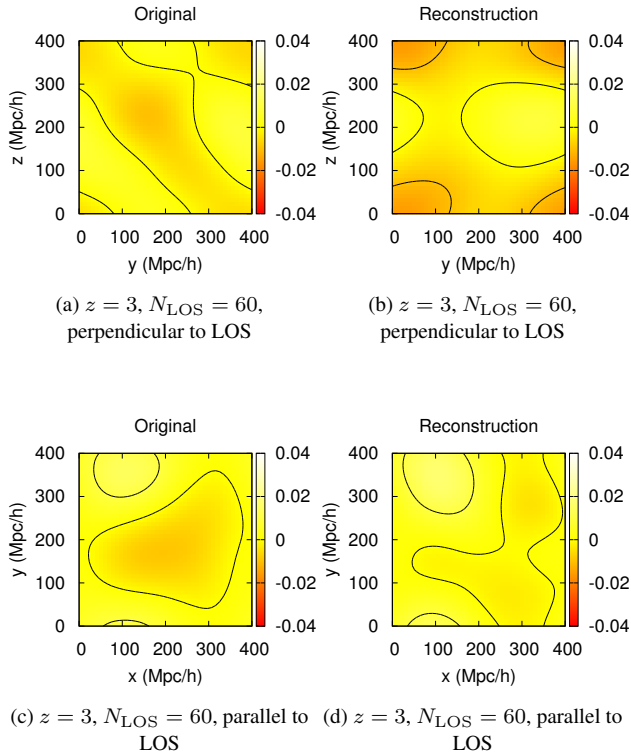 Original
Reconstruction
400
300
200
100
0
z (Mpc/h)
0 100 200 300 400
y (Mpc/h)
0.04
0.02
0
-0.02
-0.04
400
300
200
100
0
z (Mpc/h)
0 100 200 300 400
y (Mpc/h)
0.04
0.02
0
-0.02
-0.04
(a) z = 3, N_LOS = 60,
perpendicular to LOS
(b) z = 3, N_LOS = 60,
perpendicular to LOS
Original
Reconstruction
400
300
200
100
0
y (Mpc/h)
0 100 200 300 400
x (Mpc/h)
0.04
0.02
0
-0.02
-0.04
400
300
200
100
0
y (Mpc/h)
0 100 200 300 400
x (Mpc/h)
0.04
0.02
0
-0.02
-0.04
(c) z = 3, N_LOS = 60, parallel to
LOS
(d) z = 3, N_LOS = 60, parallel to
LOS